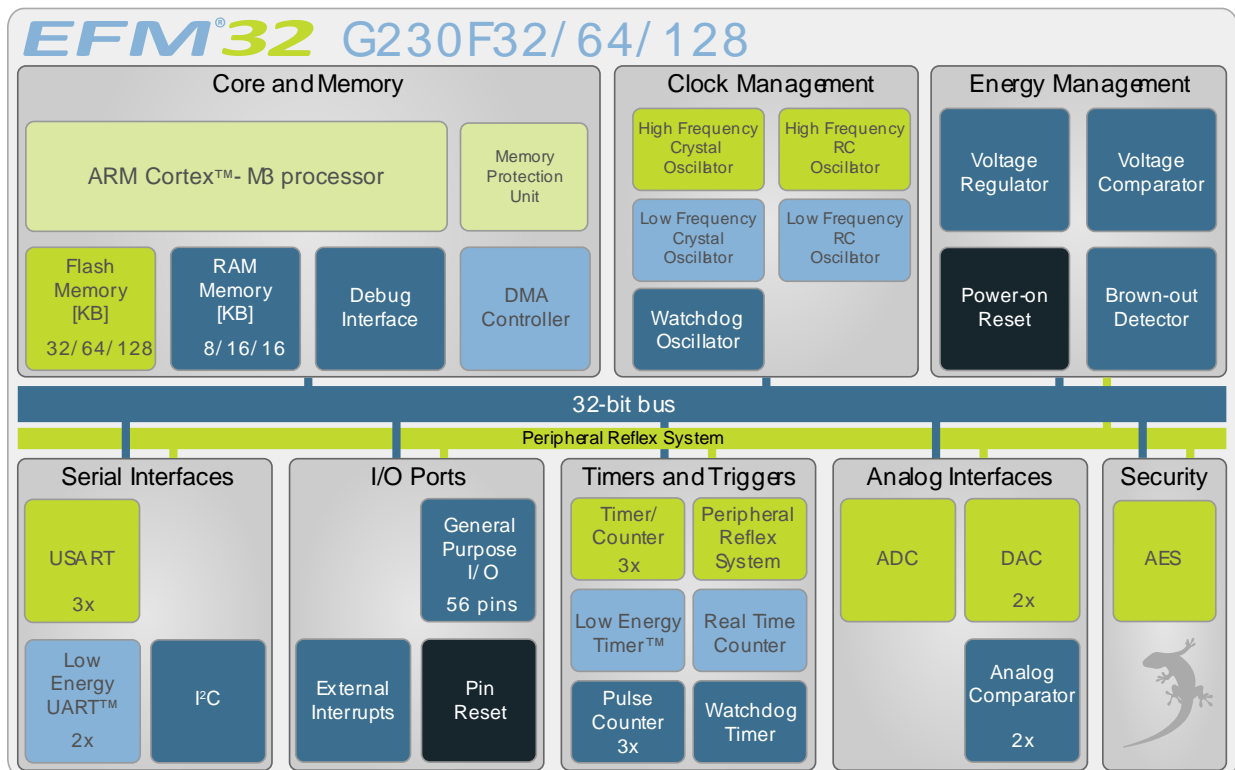 EFM®32 G230F32/64/128
Core and Memory
ARM Cortex™- M3 processor
Memory
Protection
Unit
Flash
Memory
[KB]
32/64/128
RAM
Memory
[KB]
8/16/16
Debug
Interface
DMA
Controller
Clock Management
High Frequency
Crystal
Oscillator
High Frequency
RC
Oscillator
Low Frequency
Crystal
Oscillator
Low Frequency
RC
Oscillator
Watchdog
Oscillator
Energy Management
Voltage
Regulator
Voltage
Comparator
Power-on
Reset
Brown-out
Detector
32-bit bus
Peripheral Reflex System
Serial Interfaces
USART
3x
Low
Energy
UART™
2x
I²C
I/O Ports
General
Purpose
I/O
56 pins
External
Interrupts
Pin
Reset
Timers and Triggers
Timer/
Counter
3x
Peripheral
Reflex
System
Low Energy
Timer™
Real Time
Counter
Pulse
Counter
3x
Watchdog
Timer
Analog Interfaces
ADC
DAC
2x
Analog
Comparator
2x
Security
AES